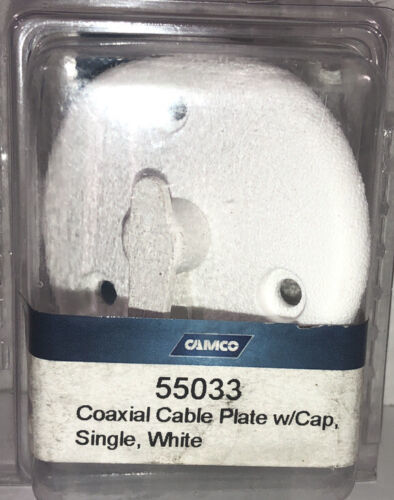 CAMCO
55033
Coaxial Cable Plate w/Cap,
Single, White